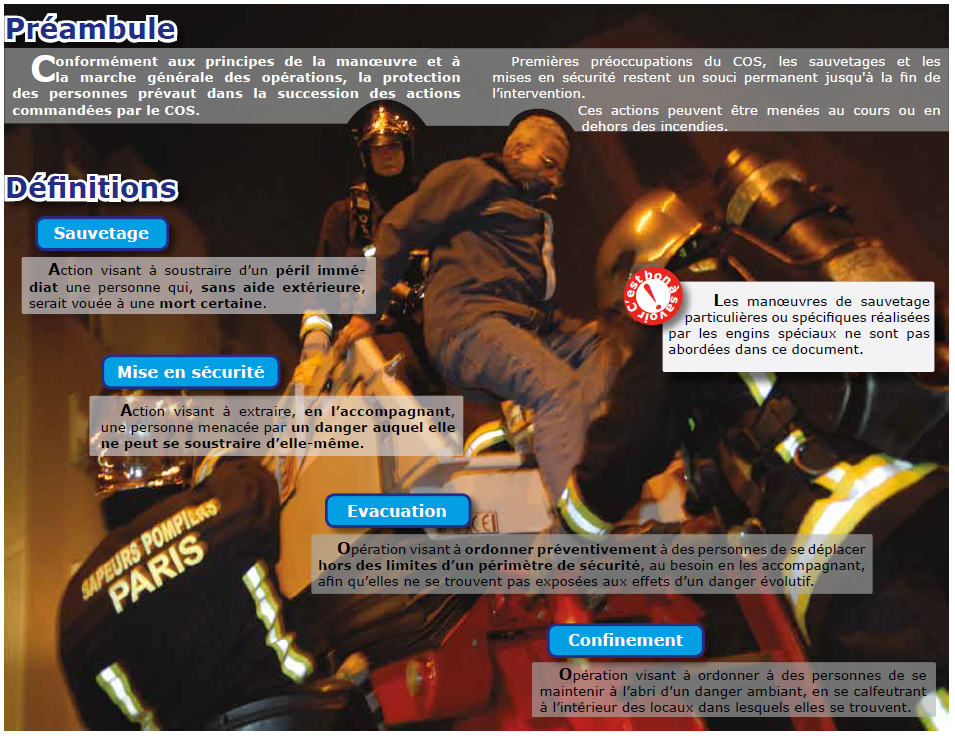 Préambule
Conformément aux principes de la manœuvre et à
la marche générale des opérations, la protection
des personnes prévaut dans la succession des actions
commandées par le COS.
Premières préoccupations du COS, les sauvetages et les
mises en sécurité restent un souci permanent jusqu'à la fin de
l’intervention.
Ces actions peuvent être menées au cours ou en
dehors des incendies.
Définitions
Sauvetage
Action visant à soustraire d’un péril immé-
diat une personne qui, sans aide extérieure,
serait vouée à une mort certaine.
C'est bon à savoir
!
Les manœuvres de sauvetage
particulières ou spécifiques réalisées
par les engins spéciaux ne sont pas
abordées dans ce document.
Mise en sécurité
Action visant à extraire, en l’accompagnant,
une personne menacée par un danger auquel elle
ne peut se soustraire d’elle-même.
Evacuation
Opération visant à ordonner préventivement à des personnes de se déplacer
hors des limites d’un périmètre de sécurité, au besoin en les accompagnant,
afin qu’elles ne se trouvent pas exposées aux effets d’un danger évolutif.
CE
SAPEURS POMPIERS
PARIS
Confinement
Opération visant à ordonner à des personnes de se
maintenir à l’abri d’un danger ambiant, en se calfeutrant
à l’intérieur des locaux dans lesquels elles se trouvent.